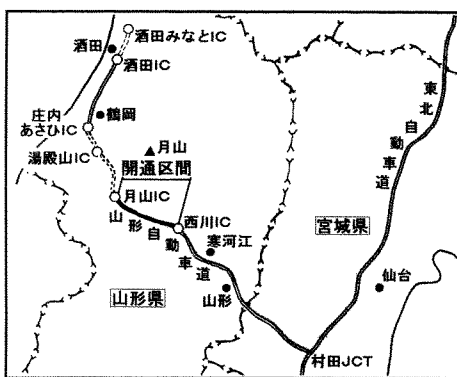 酒田みなとIC
酒田
酒田IC
庄内
あさひIC
鶴岡
湯殿山IC
月山
開通区間
月山IC
西川IC
山形自動車道
寒河江
山形
山形県
宮城県
東北自動車道
仙台
村田JCT